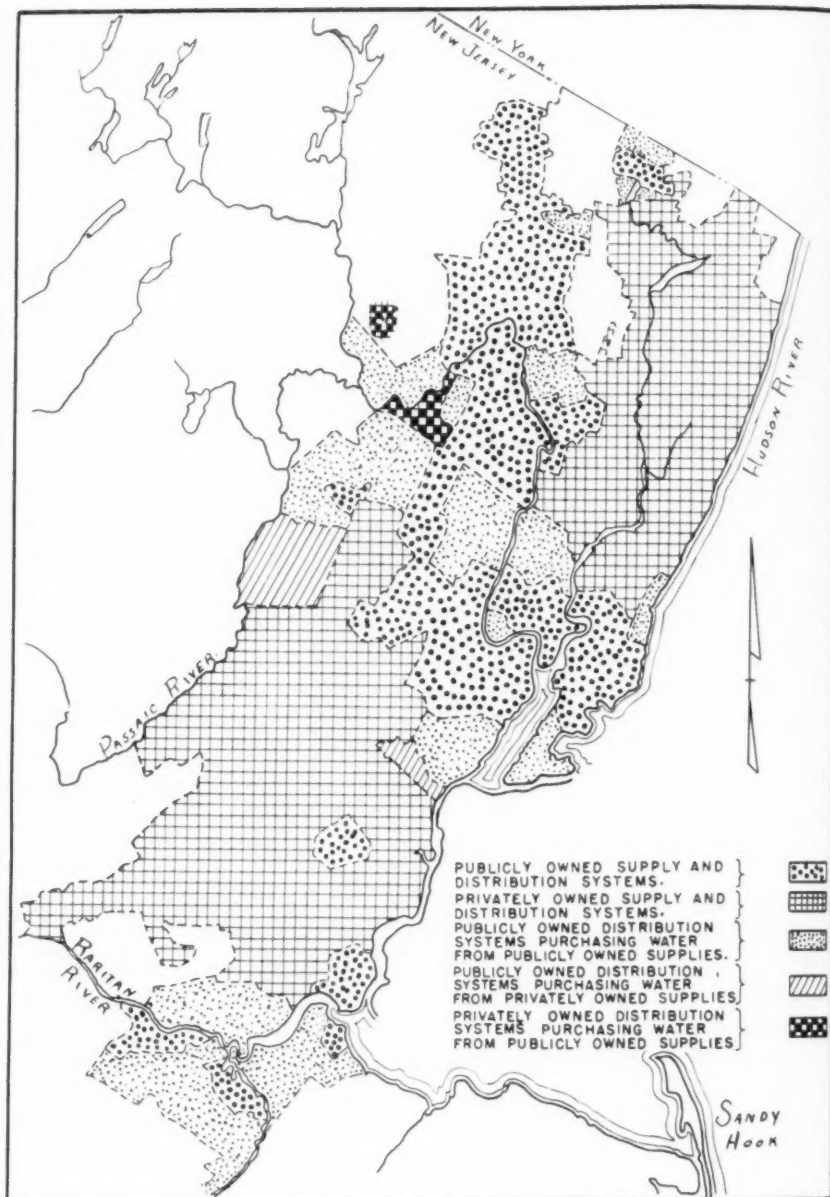 NEW YORK
NEW JERSEY
HUDSON RIVER
PASSAIC RIVER
PUBLICLY OWNED SUPPLY AND
DISTRIBUTION SYSTEMS.
PRIVATELY OWNED SUPPLY AND
DISTRIBUTION SYSTEMS.
PUBLICLY OWNED DISTRIBUTION
SYSTEMS PURCHASING WATER
FROM PUBLICLY OWNED SUPPLIES.
PUBLICLY OWNED DISTRIBUTION
SYSTEMS PURCHASING WATER
FROM PRIVATELY OWNED SUPPLIES
PRIVATELY OWNED DISTRIBUTION
SYSTEMS PURCHASING WATER
FROM PUBLICLY OWNED SUPPLIES
RARITAN
RIVER
SANDY
HOOK